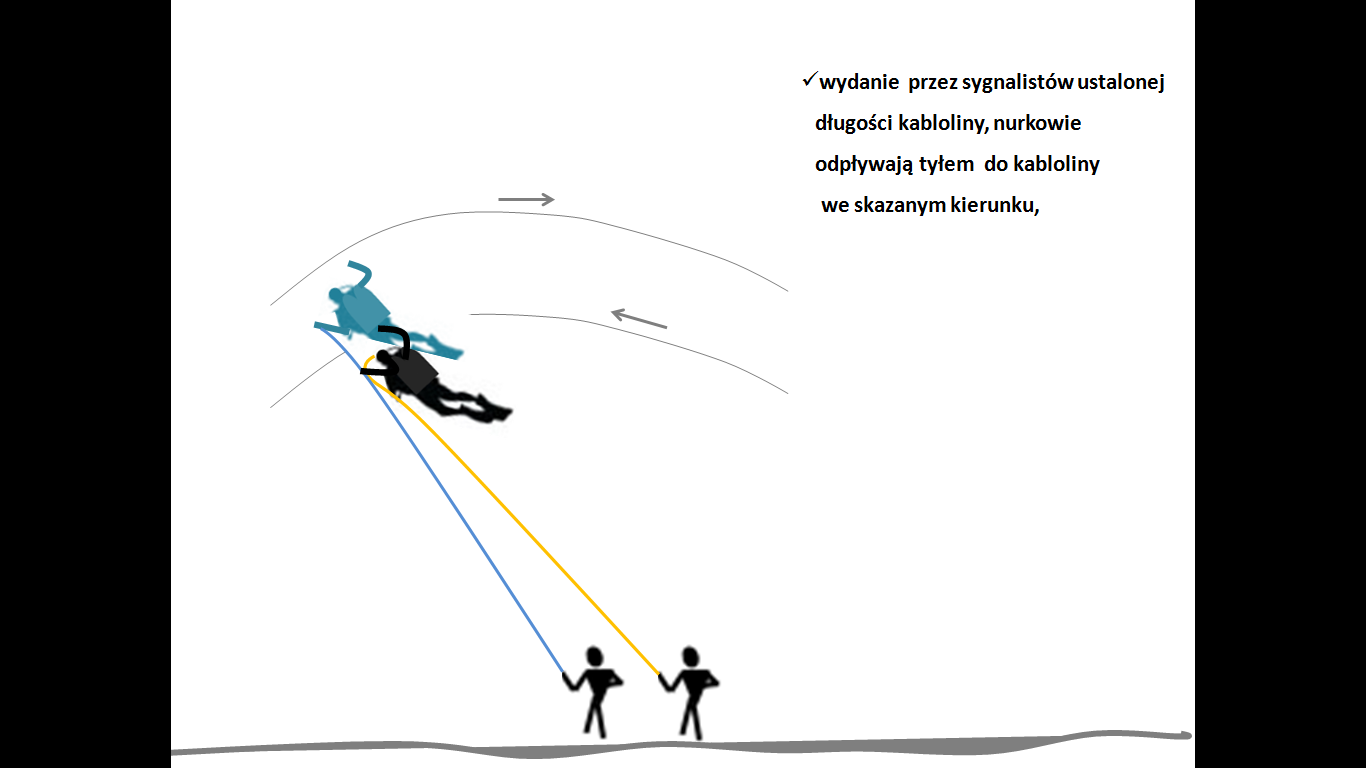 ✓wydanie przez sygnalistów ustalonej
długości kabloliny, nurkowie
odpływają tyłem do kabloliny
we skazanym kierunku,